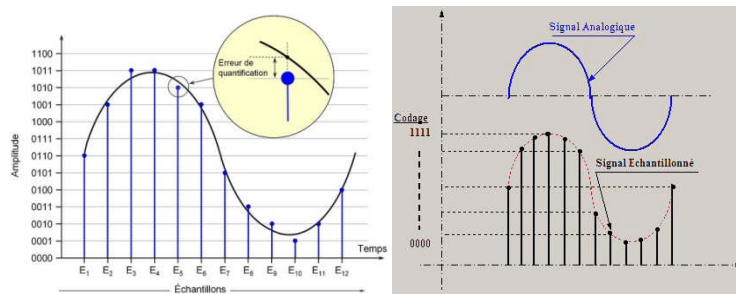 1100
1011
1010
1001
1000
0111
0110
0101
0100
0010
0010
0001
0000
Amplitude
Erreur de
quantification
Temps
E1 E2 E3 E4 E5 E6 E7 E8 E9 E10 E11 E12
Échantillons
Signal Analogique
Codage
1111
Signal Echantillonné
0000